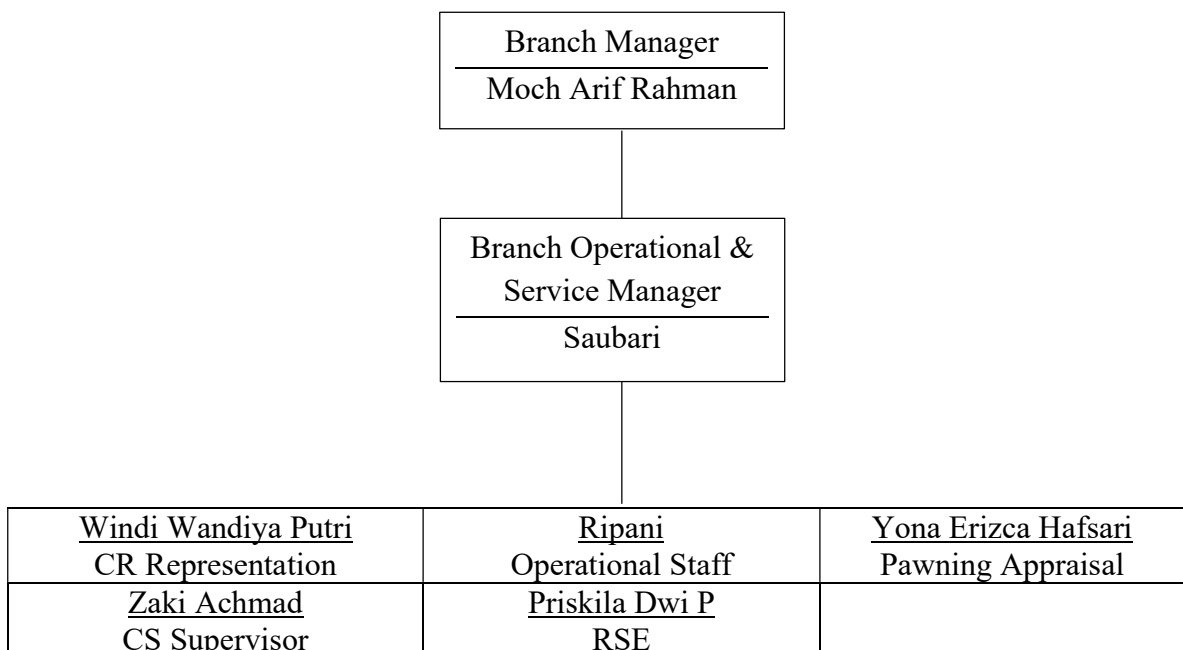 Branch Manager
Moch Arif Rahman
Branch Operational &
Service Manager
Saubari
Windi Wandiya Putri
CR Representation
Ripani
Operational Staff
Yona Erizca Hafsari
Pawning Appraisal
Zaki Achmad
CS Supervisor
Priskila Dwi P
RSE